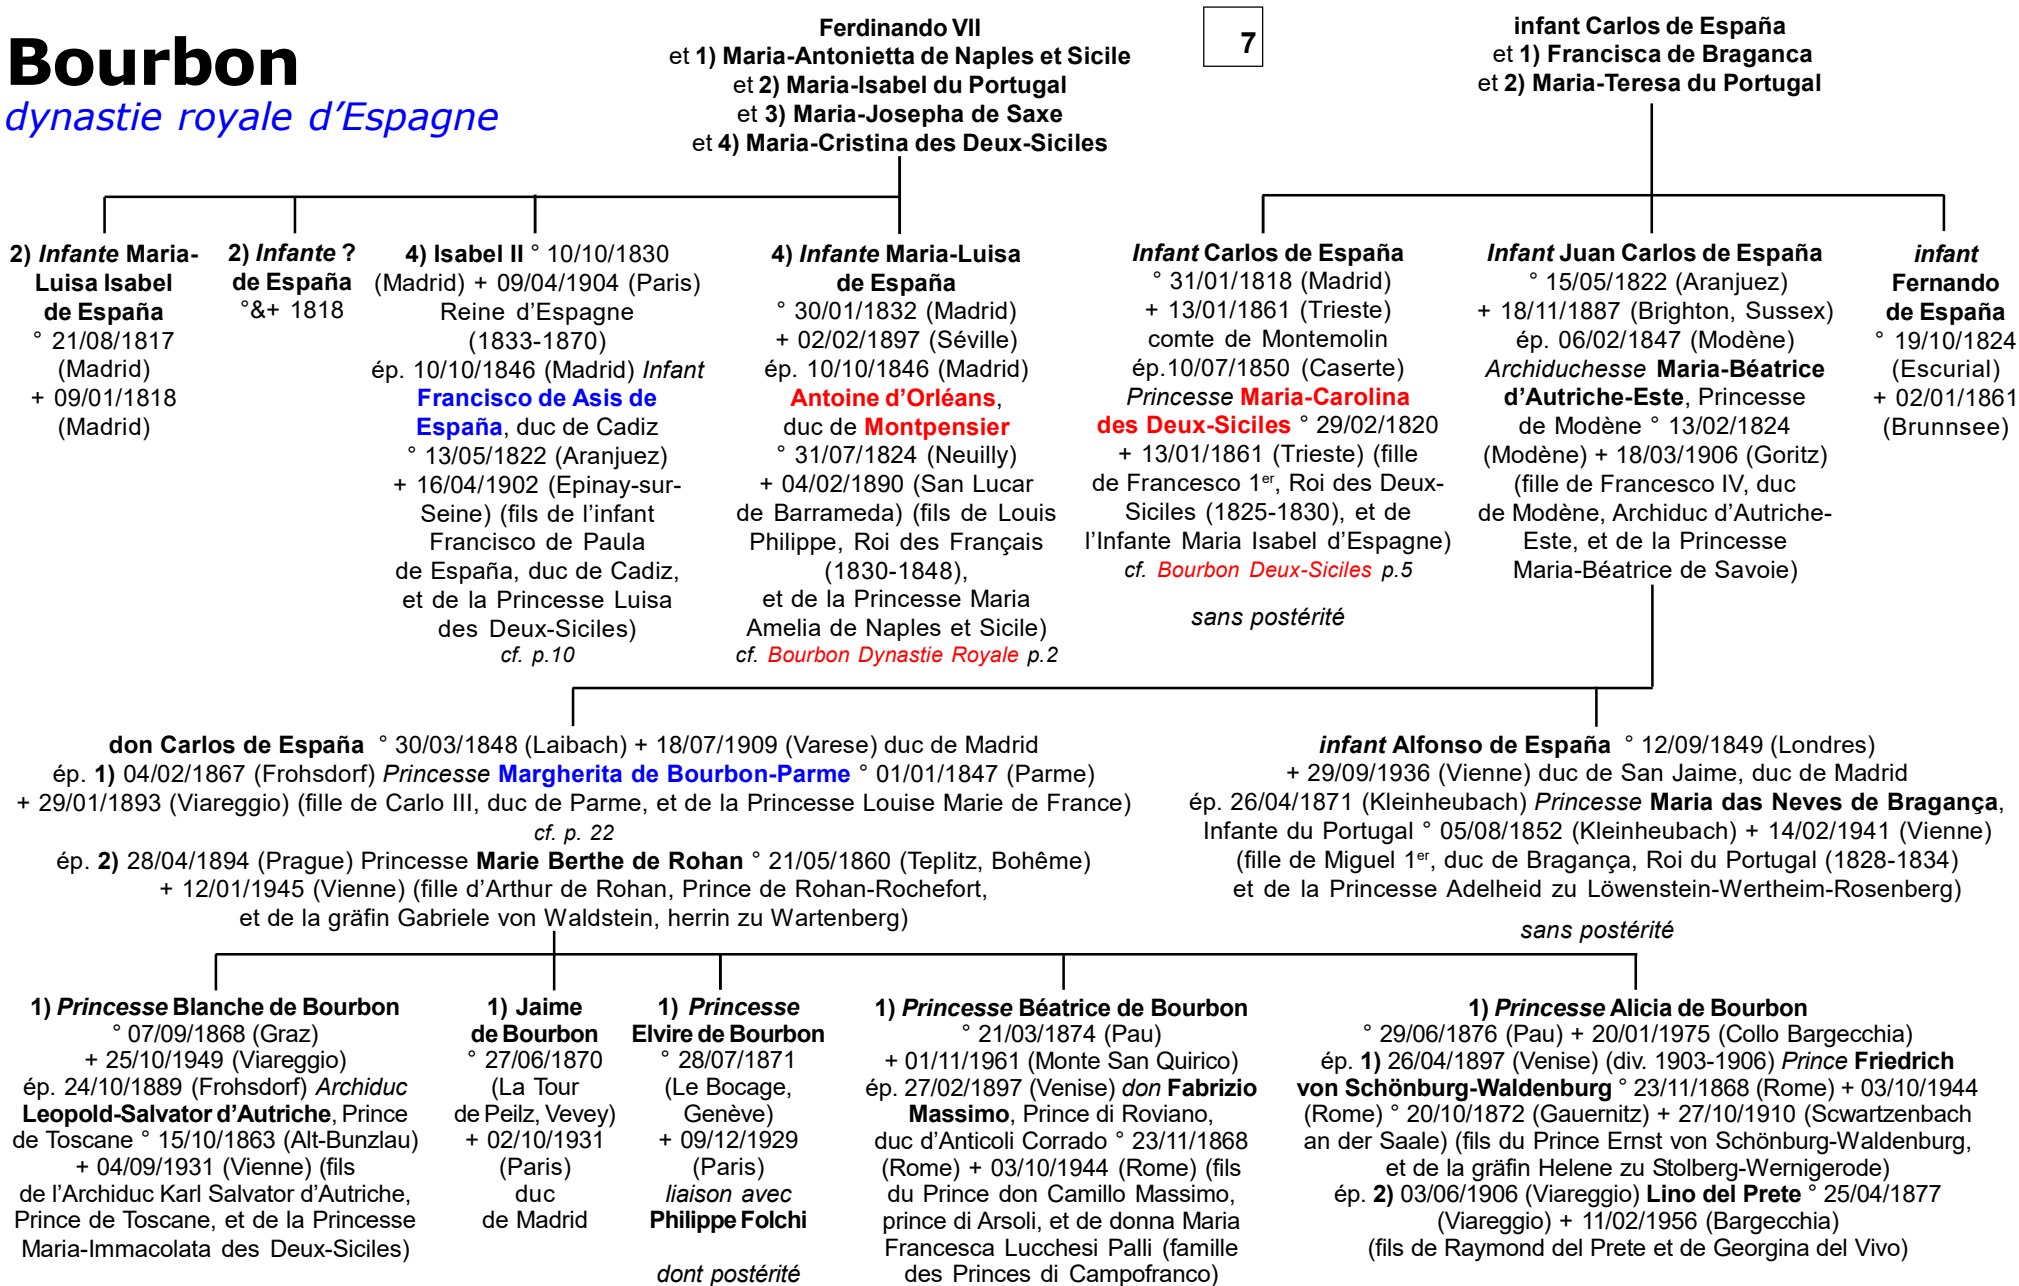 Bourbon
dynastie royale d’Espagne
Ferdinando VII
et 1) Maria-Antonietta de Naples et Sicile
et 2) Maria-Isabel du Portugal
et 3) Maria-Josepha de Saxe
et 4) Maria-Cristina des Deux-Siciles
7
infant Carlos de España
et 1) Francisca de Braganca
et 2) Maria-Teresa du Portugal
2) Infante Maria-
Luisa Isabel
de España
° 21/08/1817
(Madrid)
+ 09/01/1818
(Madrid)
2) Infante ?
de España
°&+ 1818
4) Isabel II ° 10/10/1830
(Madrid) + 09/04/1904 (Paris)
Reine d’Espagne
(1833-1870)
ép. 10/10/1846 (Madrid) Infant
Francisco de Asis de
España, duc de Cadiz
° 13/05/1822 (Aranjuez)
+ 16/04/1902 (Epinay-sur-
Seine) (fils de l’infant
Francisco de Paula
de España, duc de Cadiz,
et de la Princesse Luisa
des Deux-Siciles)
cf. p.10
4) Infante Maria-Luisa
de España
° 30/01/1832 (Madrid)
+ 02/02/1897 (Séville)
ép. 10/10/1846 (Madrid)
Antoine d’Orléans,
duc de Montpensier
° 31/07/1824 (Neuilly)
+ 04/02/1890 (San Lucar
de Barrameda) (fils de Louis
Philippe, Roi des Français
(1830-1848),
et de la Princesse Maria
Amelia de Naples et Sicile)
cf. Bourbon Dynastie Royale p.2
Infant Carlos de España
° 31/01/1818 (Madrid)
+ 13/01/1861 (Trieste)
comte de Montemolin
ép.10/07/1850 (Caserte)
Princesse Maria-Carolina
des Deux-Siciles ° 29/02/1820
+ 13/01/1861 (Trieste) (fille
de Francesco 1er, Roi des Deux-
Siciles (1825-1830), et de
l’Infante Maria Isabel d’Espagne)
cf. Bourbon Deux-Siciles p.5
sans postérité
Infant Juan Carlos de España
° 15/05/1822 (Aranjuez)
+ 18/11/1887 (Brighton, Sussex)
ép. 06/02/1847 (Modène)
Archiduchesse Maria-Béatrice
d’Autriche-Este, Princesse
de Modène ° 13/02/1824
(Modène) + 18/03/1906 (Goritz)
(fille de Francesco IV, duc
de Modène, Archiduc d’Autriche-
Este, et de la Princesse
Maria-Béatrice de Savoie)
infant
Fernando
de España
° 19/10/1824
(Escurial)
+ 02/01/1861
(Brunnsee)
don Carlos de España ° 30/03/1848 (Laibach) + 18/07/1909 (Varese) duc de Madrid
ép. 1) 04/02/1867 (Frohsdorf) Princesse Margherita de Bourbon-Parme ° 01/01/1847 (Parme)
+ 29/01/1893 (Viareggio) (fille de Carlo III, duc de Parme, et de la Princesse Louise Marie de France)
cf. p. 22
ép. 2) 28/04/1894 (Prague) Princesse Marie Berthe de Rohan ° 21/05/1860 (Teplitz, Bohême)
+ 12/01/1945 (Vienne) (fille d’Arthur de Rohan, Prince de Rohan-Rochefort,
et de la gräfin Gabriele von Waldstein, herrin zu Wartenberg)
infant Alfonso de España ° 12/09/1849 (Londres)
+ 29/09/1936 (Vienne) duc de San Jaime, duc de Madrid
ép. 26/04/1871 (Kleinheubach) Princesse Maria das Neves de Bragança,
Infante du Portugal ° 05/08/1852 (Kleinheubach) + 14/02/1941 (Vienne)
(fille de Miguel 1er, duc de Bragança, Roi du Portugal (1828-1834)
et de la Princesse Adelheid zu Löwenstein-Wertheim-Rosenberg)
sans postérité
1) Princesse Blanche de Bourbon
° 07/09/1868 (Graz)
+ 25/10/1949 (Viareggio)
ép. 24/10/1889 (Frohsdorf) Archiduc
Leopold-Salvator d’Autriche, Prince
de Toscane ° 15/10/1863 (Alt-Bunzlau)
+ 04/09/1931 (Vienne) (fils
de l’Archiduc Karl Salvator d’Autriche,
Prince de Toscane, et de la Princesse
Maria-Immacolata des Deux-Siciles)
1) Jaime
de Bourbon
° 27/06/1870
(La Tour
de Peilz, Vevey)
+ 02/10/1931
(Paris)
duc
de Madrid
1) Princesse
Elvire de Bourbon
° 28/07/1871
(Le Bocage,
Genève)
+ 09/12/1929
(Paris)
liaison avec
Philippe Folchi
dont postérité
1) Princesse Béatrice de Bourbon
° 21/03/1874 (Pau)
+ 01/11/1961 (Monte San Quirico)
ép. 27/02/1897 (Venise) don Fabrizio
Massimo, Prince di Roviano,
duc d’Anticoli Corrado ° 23/11/1868
(Rome) + 03/10/1944 (Rome) (fils
du Prince don Camillo Massimo,
prince di Arsoli, et de donna Maria
Francesca Lucchesi Palli (famille
des Princes di Campofranco)
1) Princesse Alicia de Bourbon
° 29/06/1876 (Pau) + 20/01/1975 (Collo Bargecchia)
ép. 1) 26/04/1897 (Venise) (div. 1903-1906) Prince Friedrich
von Schönburg-Waldenburg ° 23/11/1868 (Rome) + 03/10/1944
(Rome) ° 20/10/1872 (Gauernitz) + 27/10/1910 (Scwartzenbach
an der Saale) (fils du Prince Ernst von Schönburg-Waldenburg,
et de la gräfin Helene zu Stolberg-Wernigerode)
ép. 2) 03/06/1906 (Viareggio) Lino del Prete ° 25/04/1877
(Viareggio) + 11/02/1956 (Bargecchia)
(fils de Raymond del Prete et de Georgina del Vivo)